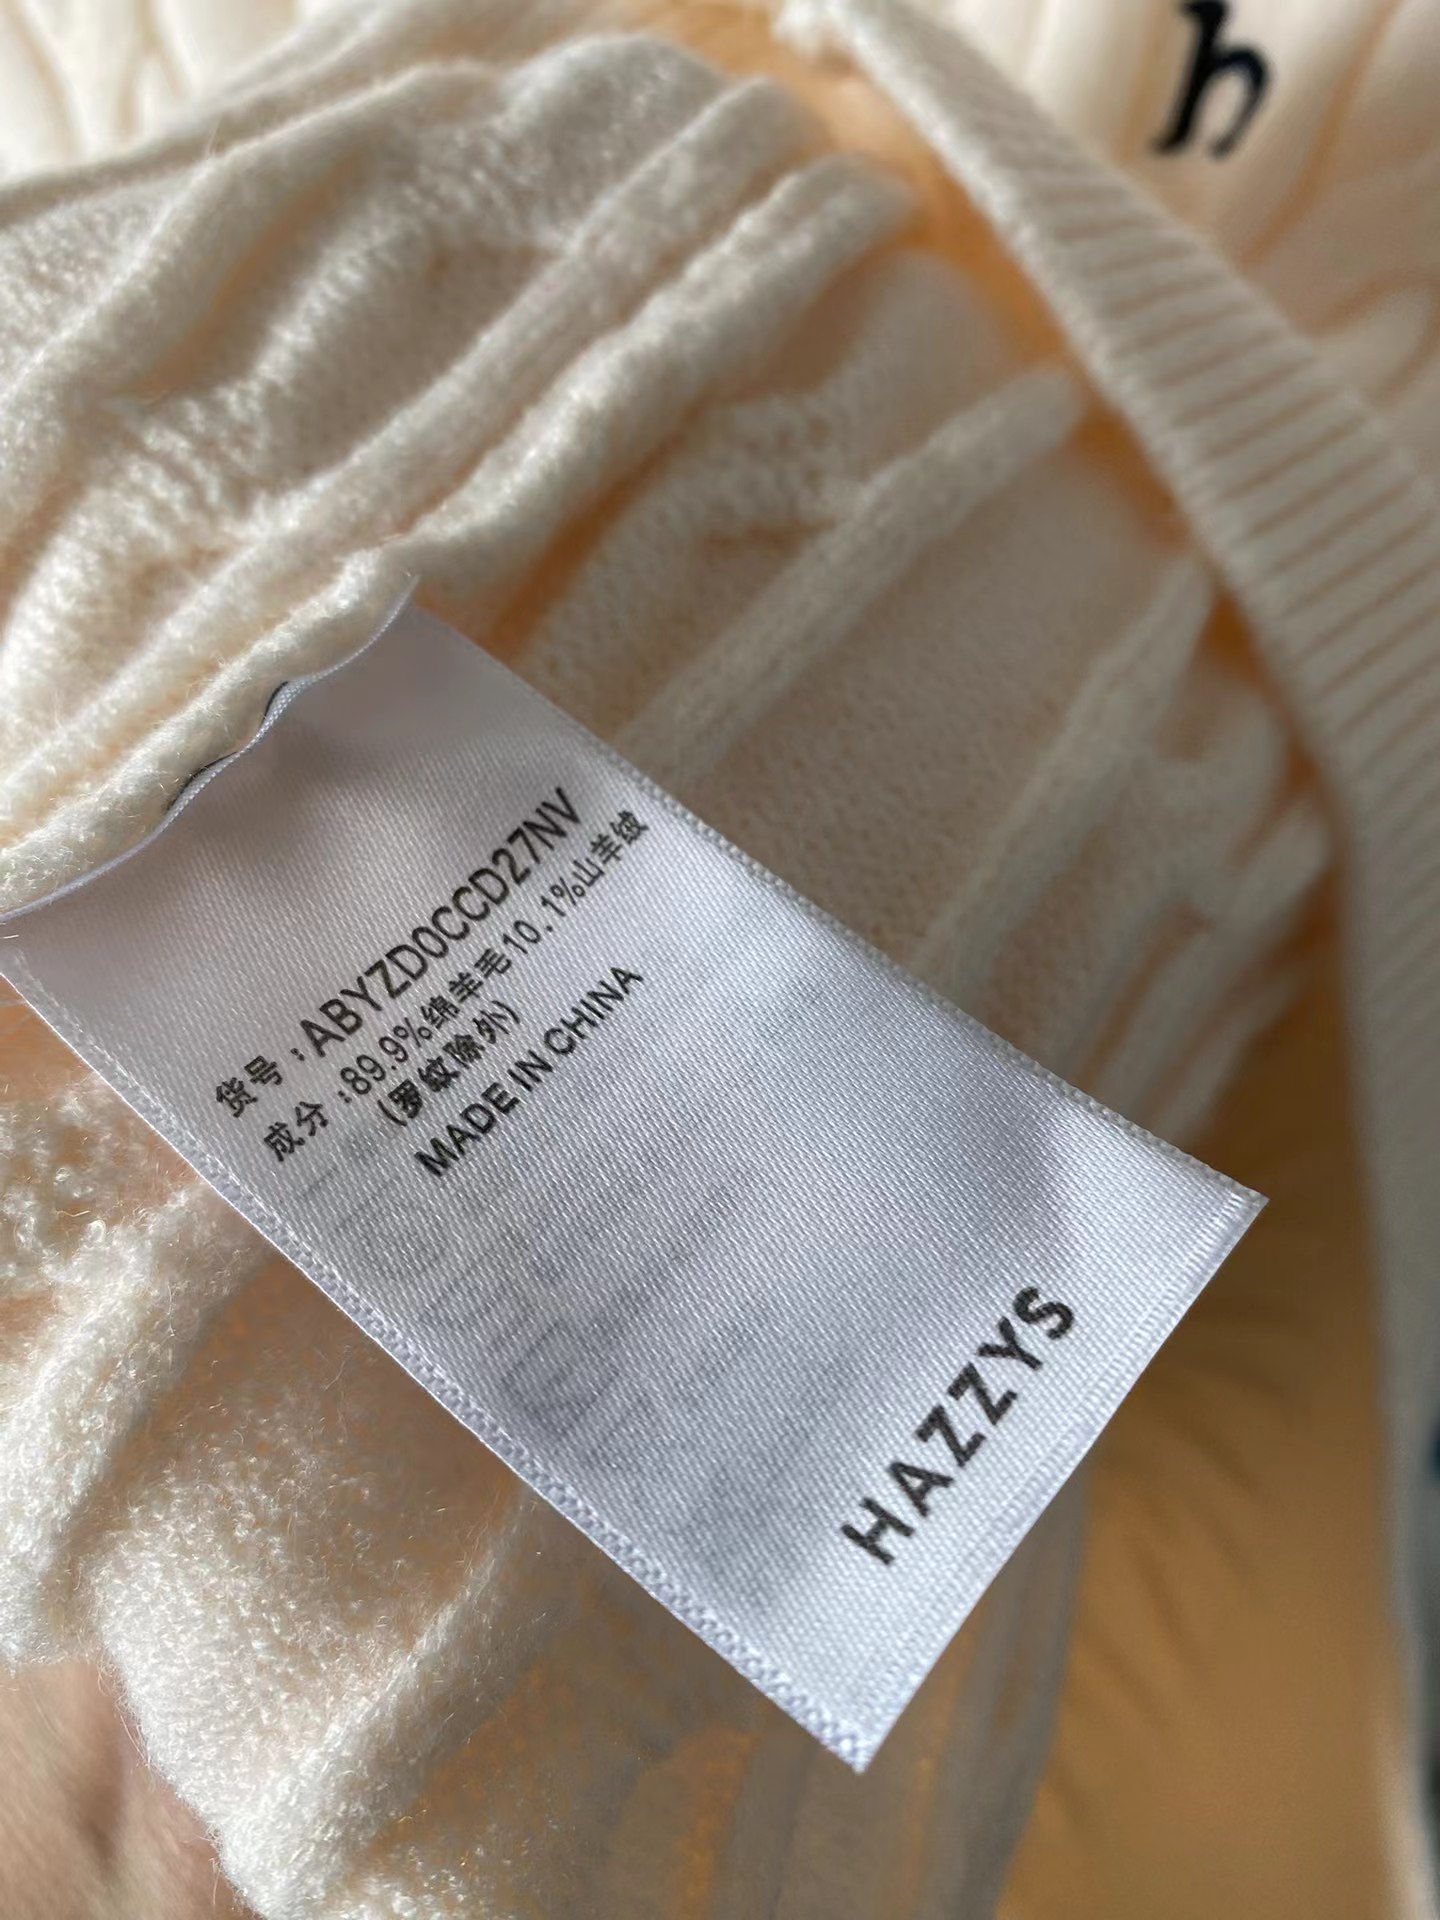 h
货号:ABYZD0CCD27NV
成分:89.9%绵羊毛10.1%山羊绒
(罗纹除外)
MADE IN CHINA
HAZZYS